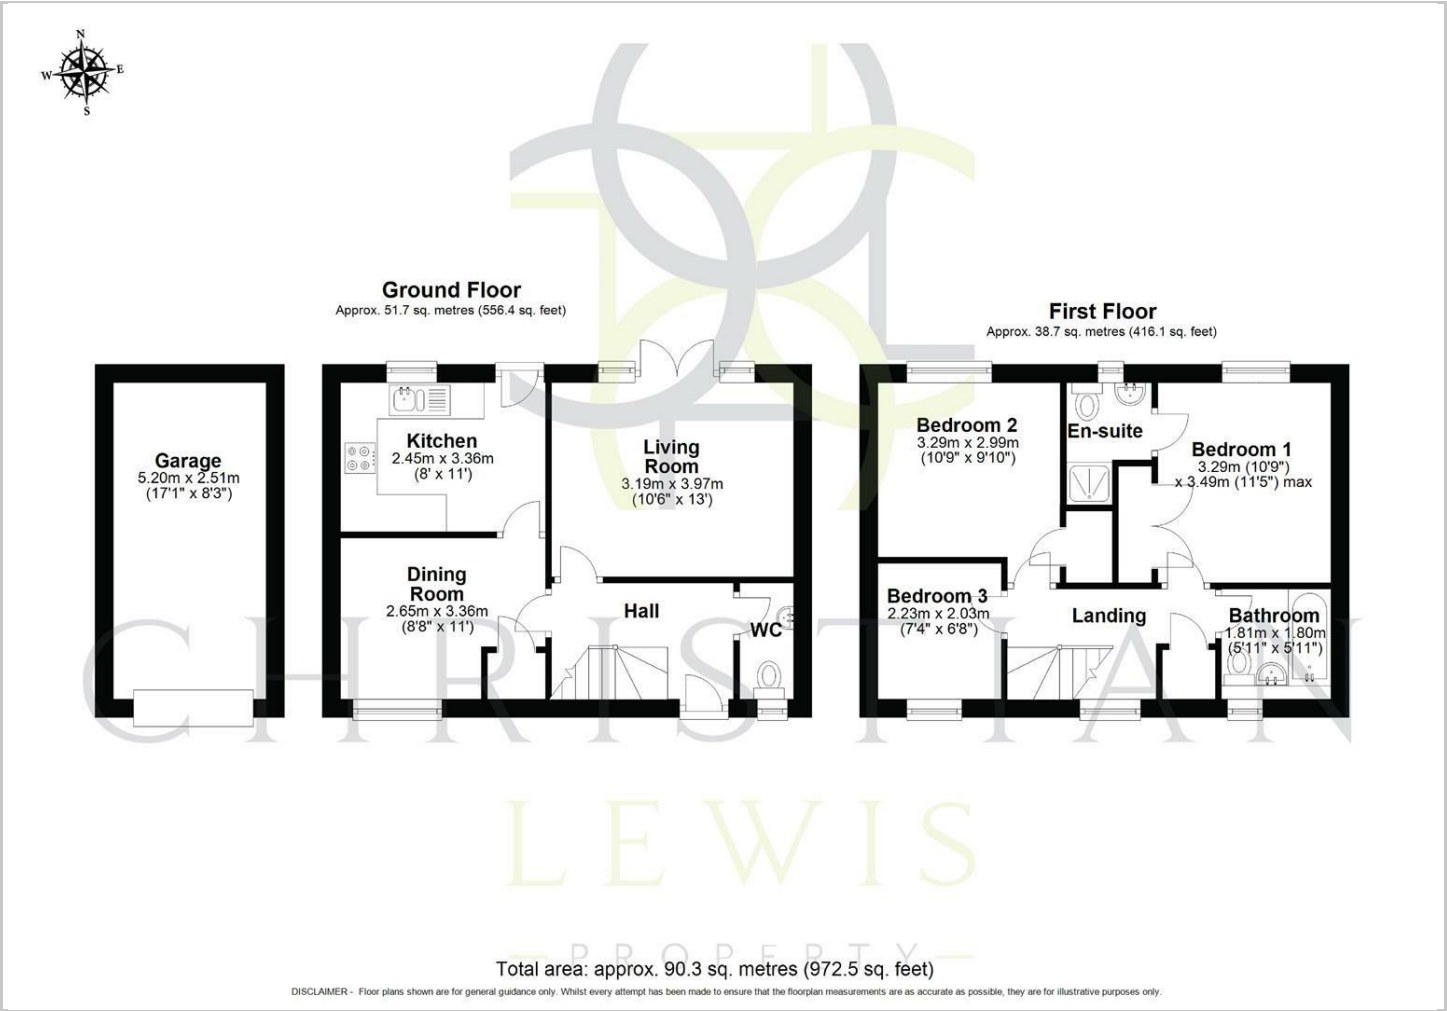 N
W E
S
Ground Floor
Approx. 51.7 sq. metres (556.4 sq. feet)
First Floor
Approx. 38.7 sq. metres (416.1 sq. feet)
Garage
5.20m x 2.51m
(17'1" x 8'3")
Kitchen
2.45m x 3.36m
(8' x 11')
Living
Room
3.19m x 3.97m
(10'6" x 13')
Dining
Room
2.65m x 3.36m
(8'8" x 11')
Hall
WC
Bedroom 2
3.29m x 2.99m
(10'9" x 9'10")
En-suite
Bedroom 1
3.29m (10'9")
x 3.49m (11'5") max
Bedroom 3
2.23m x 2.03m
(7'4" x 6'8")
Landing
Bathroom
1.81m x 1.80m
(5'11" x 5'11")
CHRISTIAN
LEWIS
PROPERTY
Total area: approx. 90.3 sq. metres (972.5 sq. feet)
DISCLAIMER - Floor plans shown are for general guidance only. Whilst every attempt has been made to ensure that the floorplan measurements are as accurate as possible, they are for illustrative purposes only.